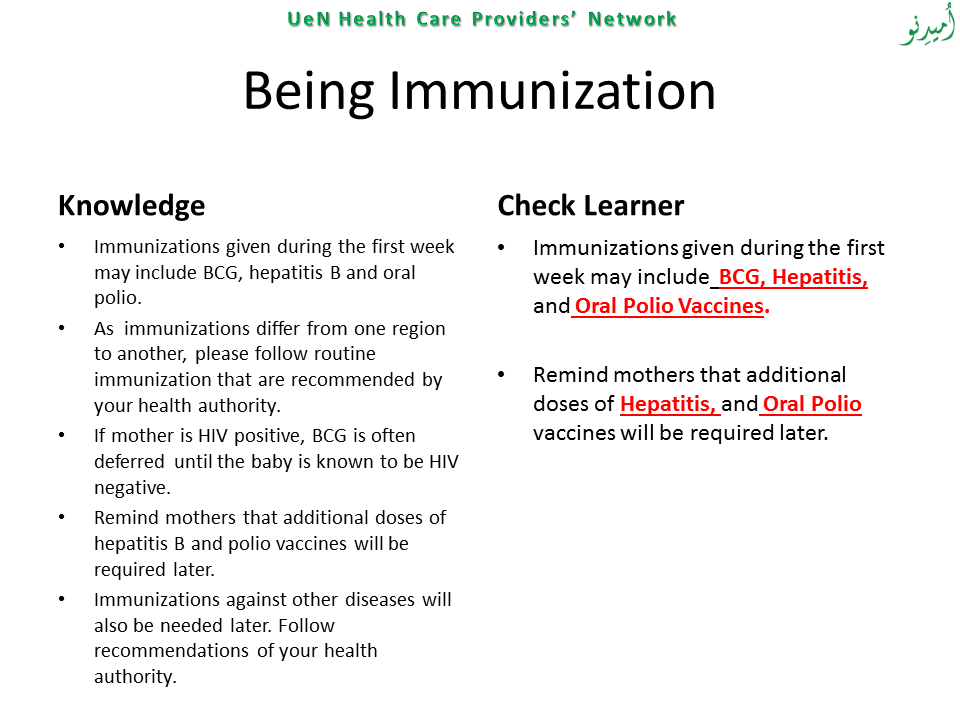 UeN Health Care Providers’ Network
اُمیدِنو
Being Immunization
Knowledge
• Immunizations given during the first week
may include BCG, hepatitis B and oral
polio.
• As immunizations differ from one region
to another, please follow routine
immunization that are recommended by
your health authority.
• If mother is HIV positive, BCG is often
deferred until the baby is known to be HIV
negative.
• Remind mothers that additional doses of
hepatitis B and polio vaccines will be
required later.
• Immunizations against other diseases will
also be needed later. Follow
recommendations of your health
authority.
Check Learner
• Immunizations given during the first
week may include BCG, Hepatitis,
and Oral Polio Vaccines.
• Remind mothers that additional
doses of Hepatitis, and Oral Polio
vaccines will be required later.